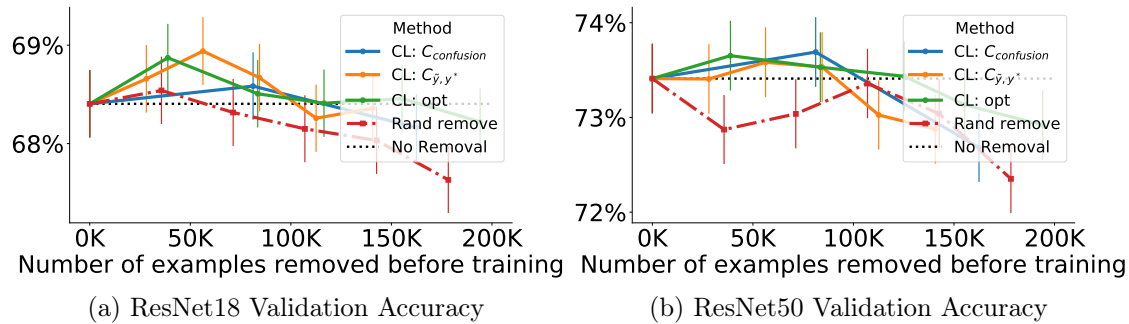 69%
68%
0K 50K 100K 150K 200K
Number of examples removed before training
Method
CL: C_confusion
CL: C_ỹ,y*
CL: opt
Rand remove
No Removal
(a) ResNet18 Validation Accuracy
74%
73%
72%
0K 50K 100K 150K 200K
Number of examples removed before training
Method
CL: C_confusion
CL: C_ỹ,y*
CL: opt
Rand remove
No Removal
(b) ResNet50 Validation Accuracy